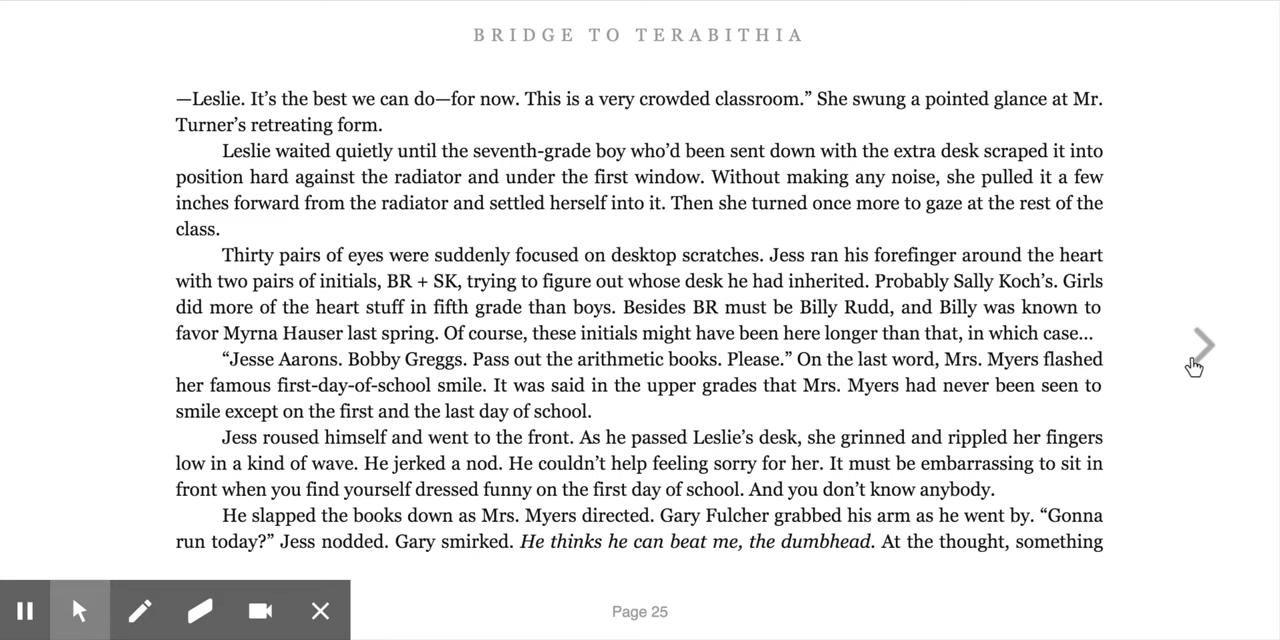 BRIDGE TO TERABITHIA
—Leslie. It’s the best we can do—for now. This is a very crowded classroom.” She swung a pointed glance at Mr.
Turner’s retreating form.
Leslie waited quietly until the seventh-grade boy who’d been sent down with the extra desk scraped it into
position hard against the radiator and under the first window. Without making any noise, she pulled it a few
inches forward from the radiator and settled herself into it. Then she turned once more to gaze at the rest of the
class.
Thirty pairs of eyes were suddenly focused on desktop scratches. Jess ran his forefinger around the heart
with two pairs of initials, BR + SK, trying to figure out whose desk he had inherited. Probably Sally Koch’s. Girls
did more of the heart stuff in fifth grade than boys. Besides BR must be Billy Rudd, and Billy was known to
favor Myrna Hauser last spring. Of course, these initials might have been here longer than that, in which case...
“Jesse Aarons. Bobby Greggs. Pass out the arithmetic books. Please.” On the last word, Mrs. Myers flashed
her famous first-day-of-school smile. It was said in the upper grades that Mrs. Myers had never been seen to
smile except on the first and the last day of school.
Jess roused himself and went to the front. As he passed Leslie’s desk, she grinned and rippled her fingers
low in a kind of wave. He jerked a nod. He couldn’t help feeling sorry for her. It must be embarrassing to sit in
front when you find yourself dressed funny on the first day of school. And you don’t know anybody.
He slapped the books down as Mrs. Myers directed. Gary Fulcher grabbed his arm as he went by. “Gonna
run today?” Jess nodded. Gary smirked. He thinks he can beat me, the dumbhead. At the thought, something
Page 25